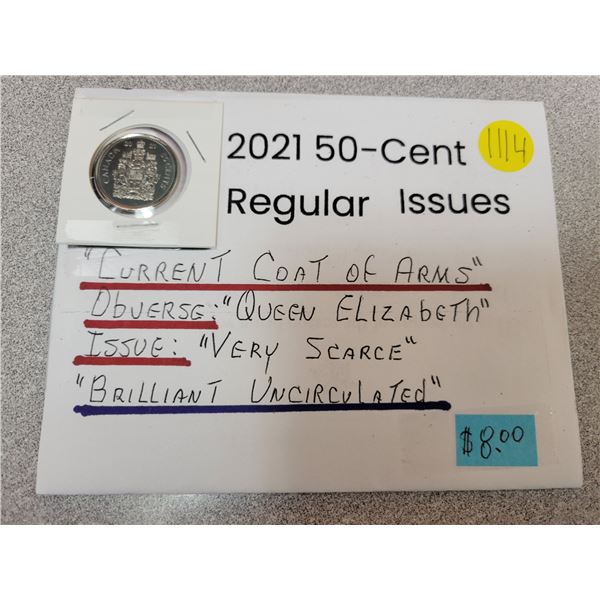 2021 50-Cent
1114
Regular Issues
"CURRENT COAT OF ARMS"
OBVERSE: "QUEEN ELIZABETH"
ISSUE: "VERY SCARCE"
"BRILLIANT UNCIRCULATED"
$8.00
CANADA